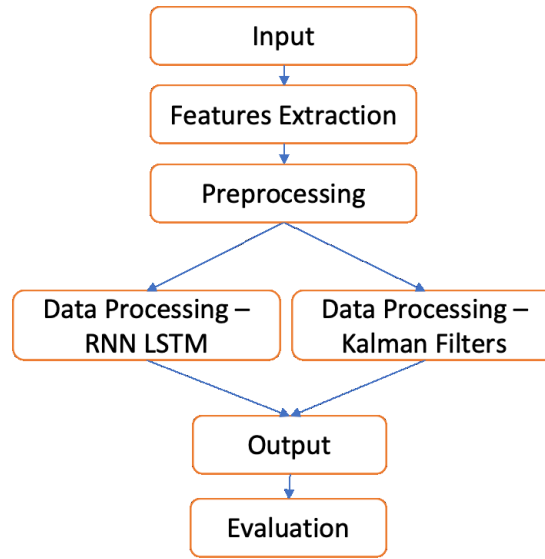 Input
Features Extraction
Preprocessing
Data Processing –
RNN LSTM
Data Processing –
Kalman Filters
Output
Evaluation